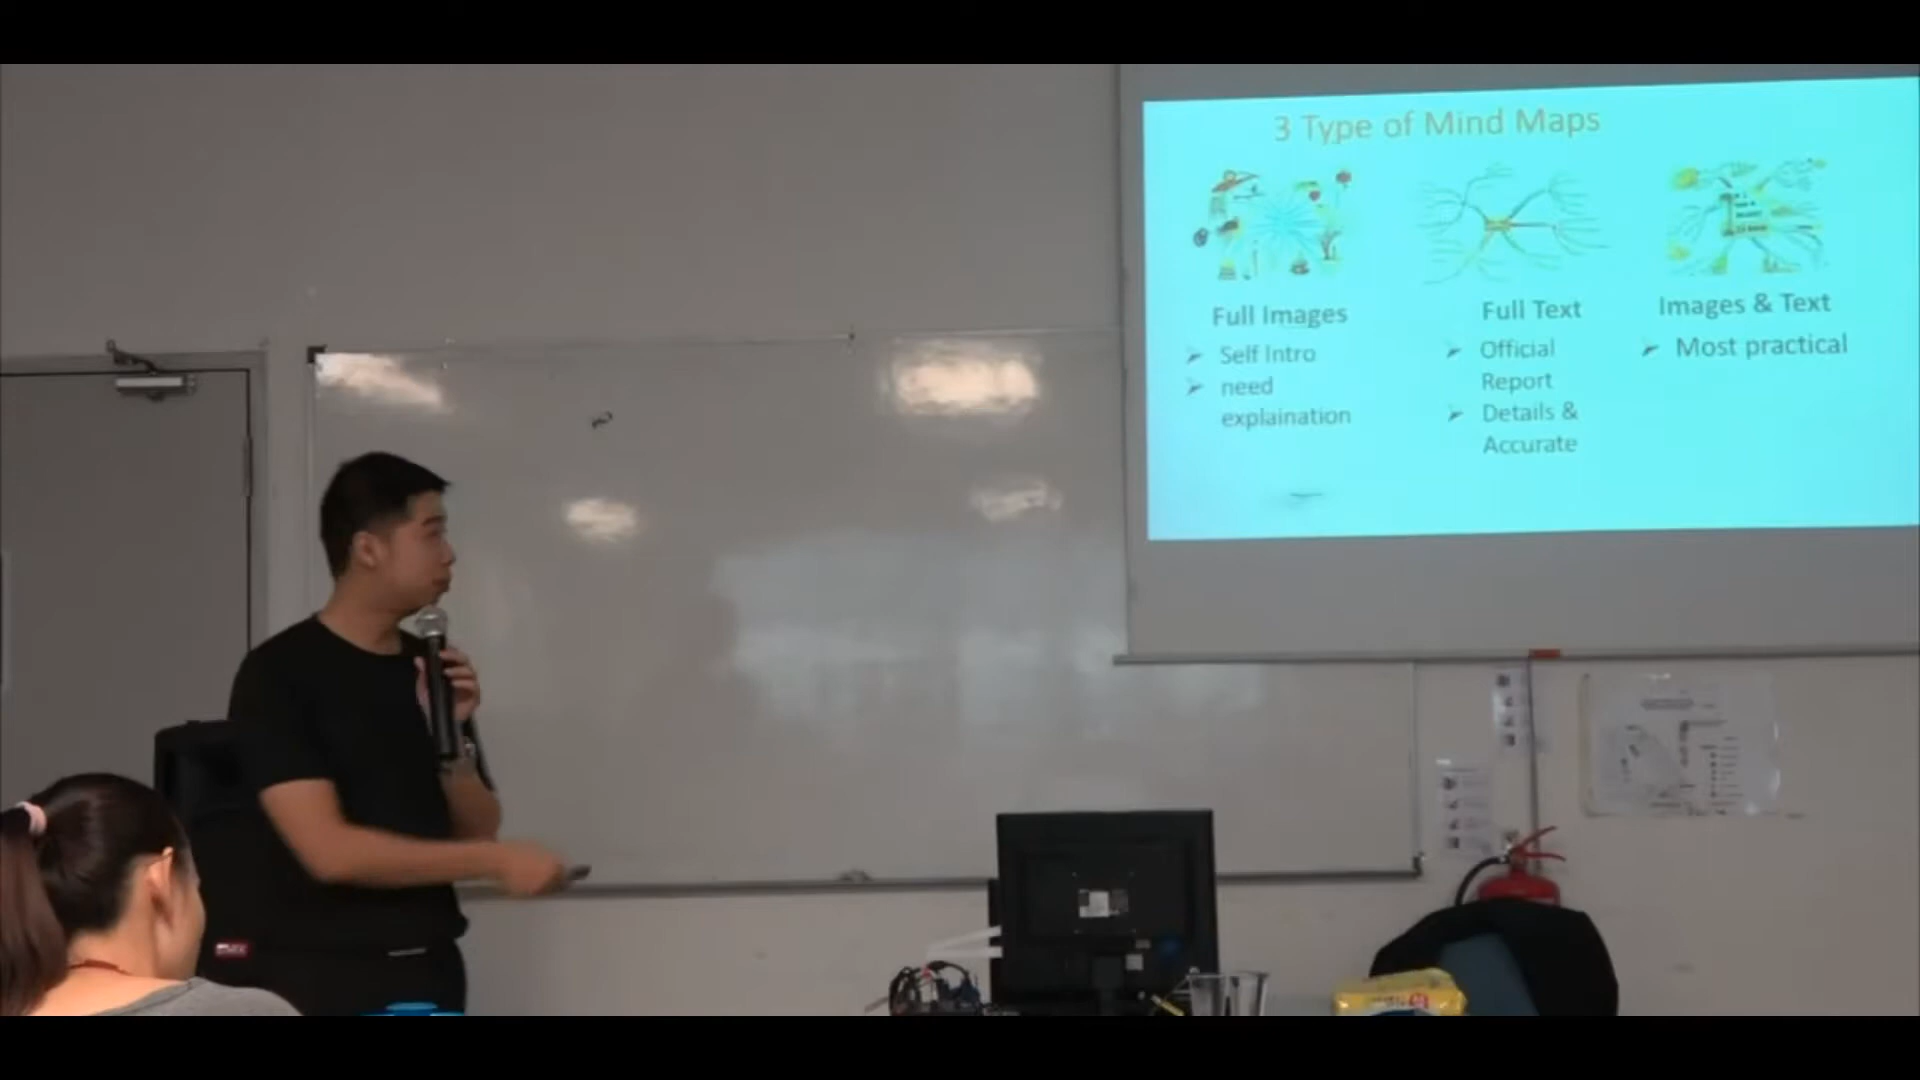 3 Type of Mind Maps
Full Images
➢ Self Intro
➢ need
explaination
Full Text
➢ Official
Report
➢ Details &
Accurate
Images & Text
➢ Most practical